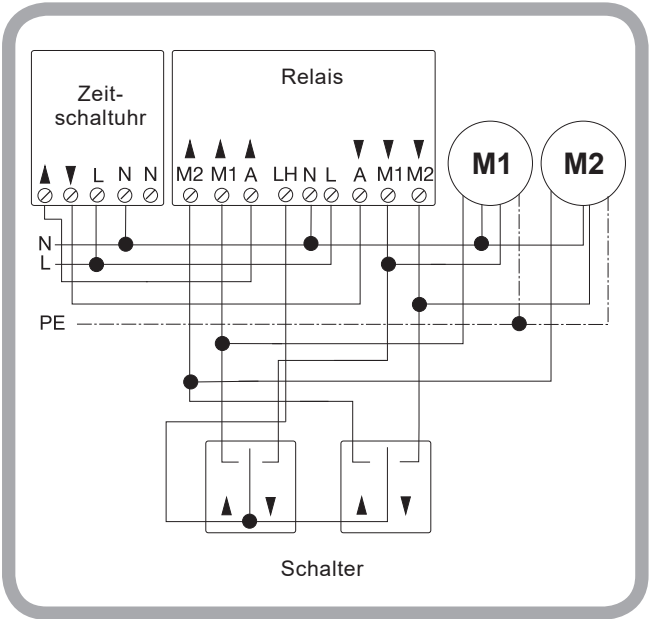 Zeit-
schaltuhr
▲ ▼ L N N
Relais
▲ ▲ ▲ ▼ ▼ ▼
M2 M1 A LH N L A M1 M2
M1
M2
N
L
PE
▲ ▼
▲ ▼
Schalter